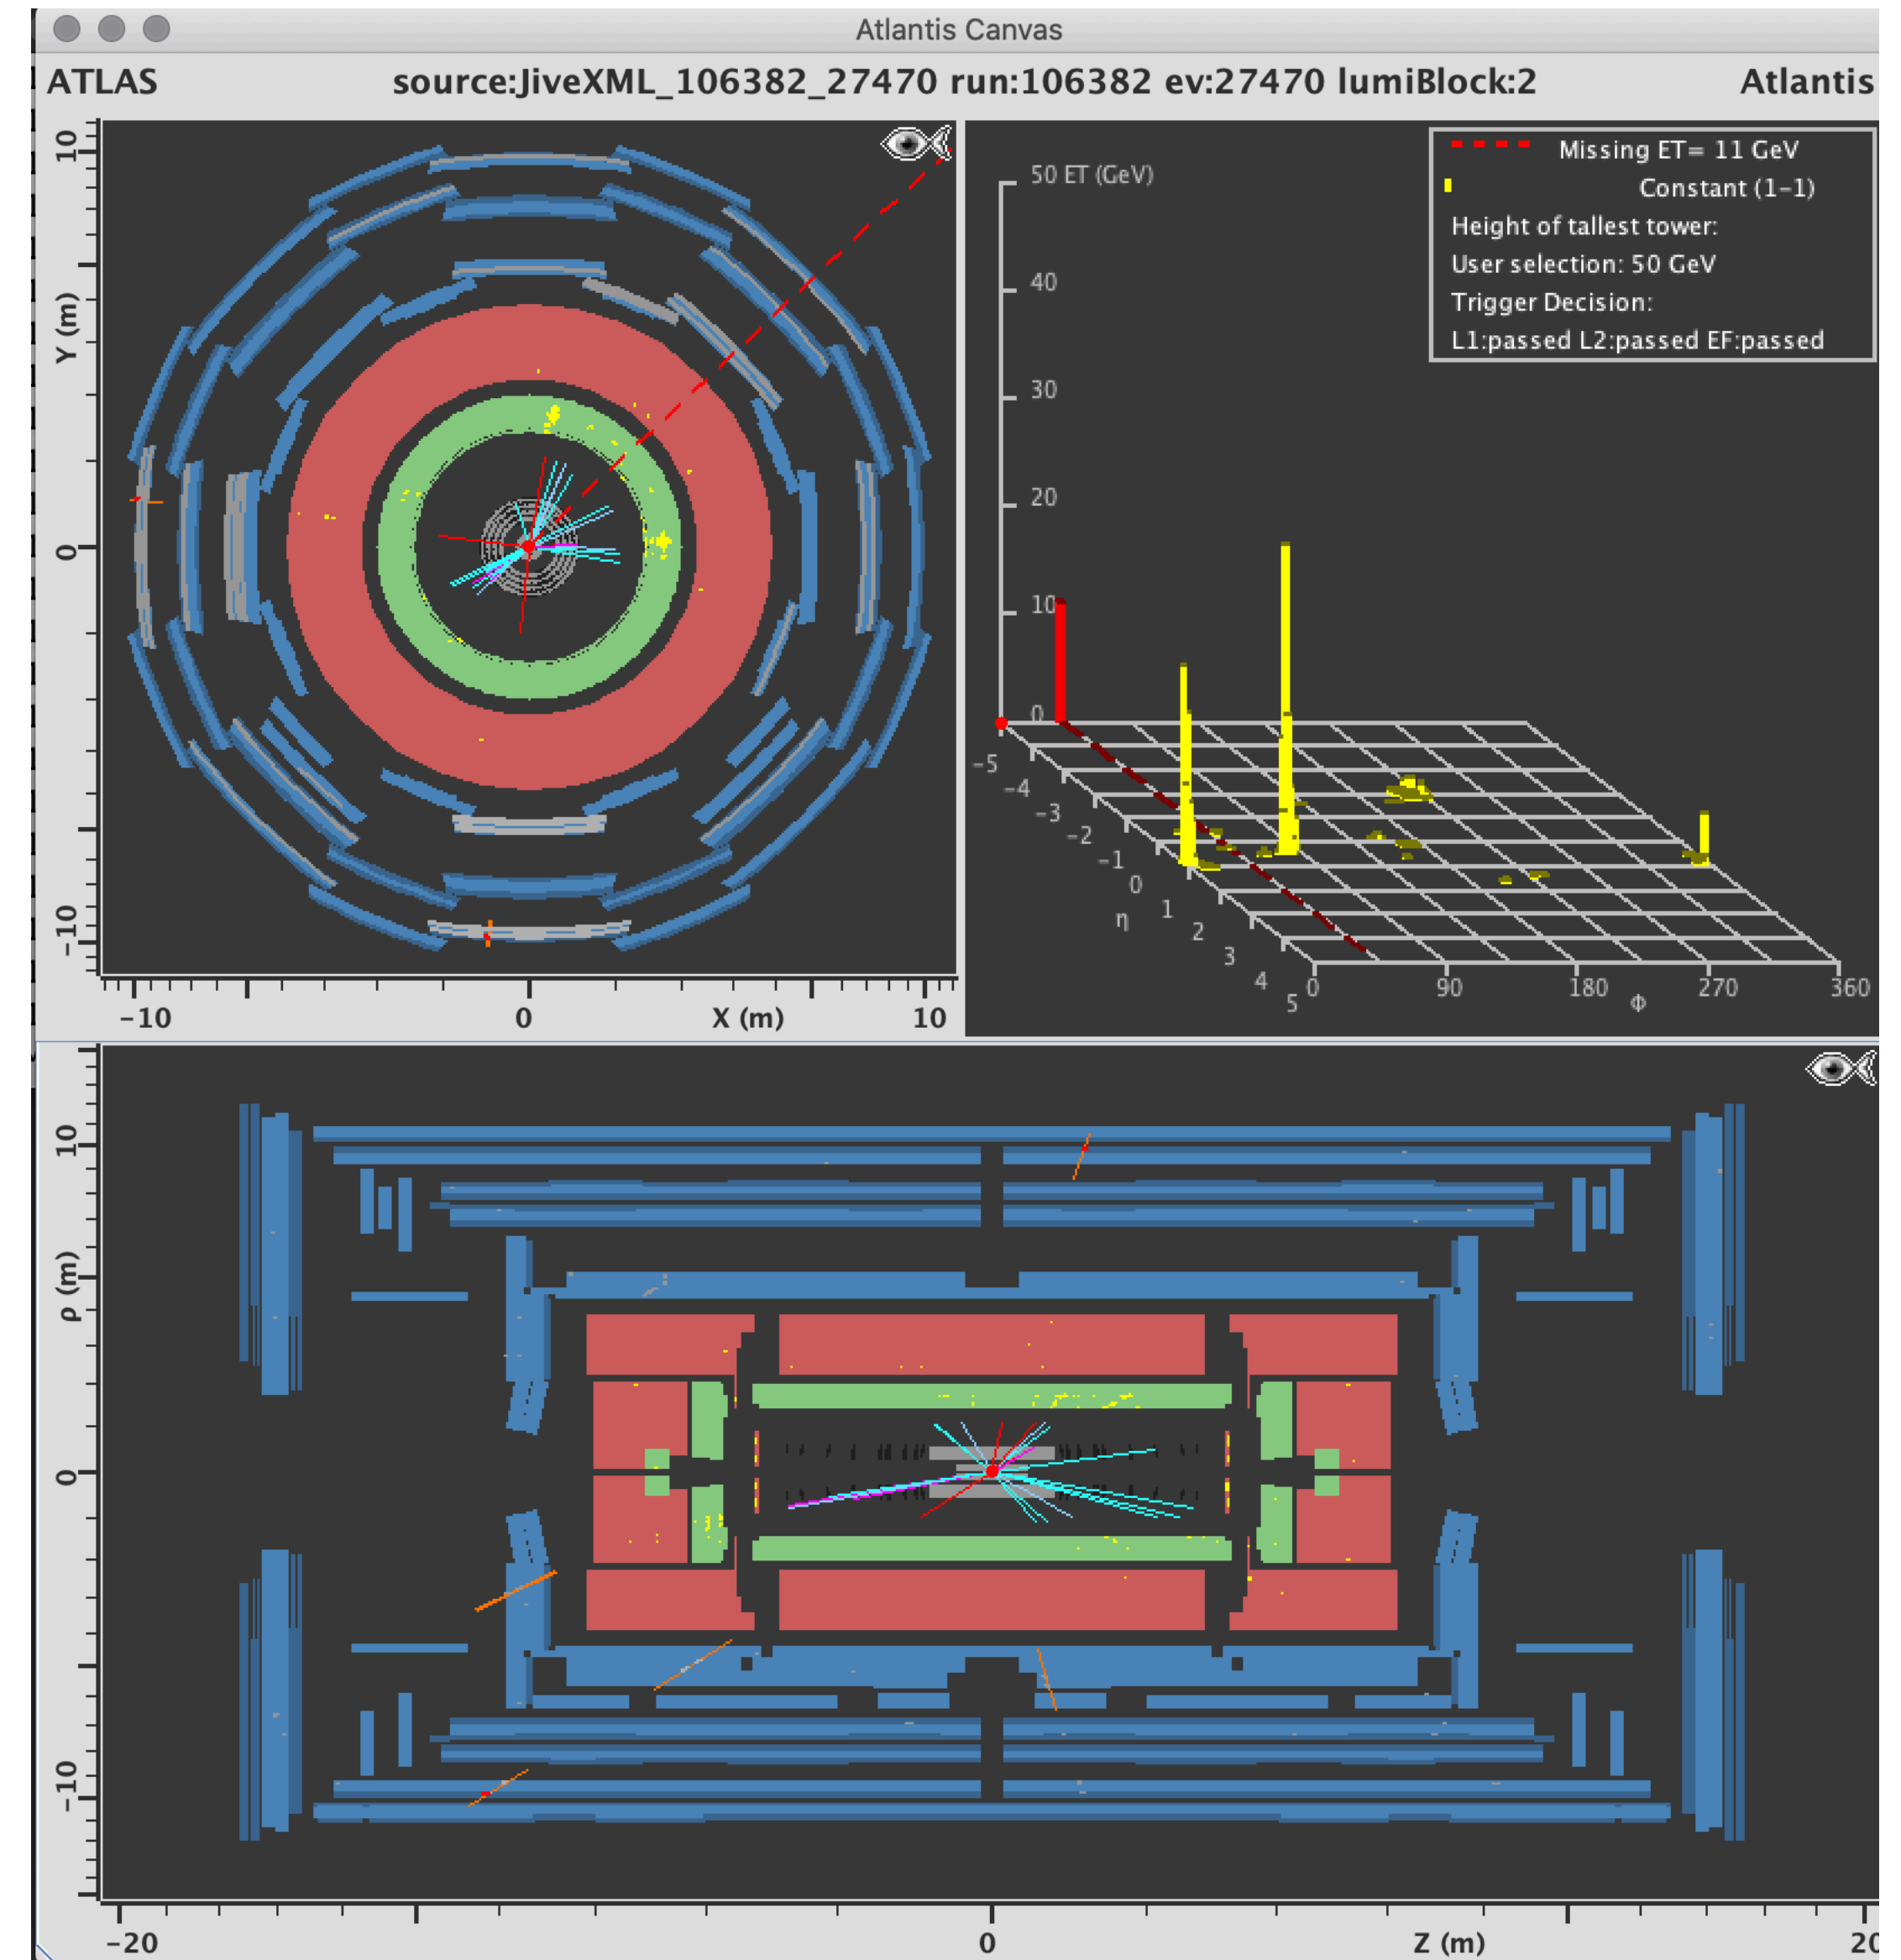 Atlantis Canvas
ATLAS source:JiveXML_106382_27470 run:106382 ev:27470 lumiBlock:2 Atlantis
10
Y (m)
0
-10
-10 0 X (m) 10
50 ET (GeV)
40
30
20
10
0
Missing ET= 11 GeV
Constant (1-1)
Height of tallest tower:
User selection: 50 GeV
Trigger Decision:
L1:passed L2:passed EF:passed
-5
-4
-3
-2
-1
0
η 1
2
3
4
5
0 90 180 Φ 270 360
10
ρ (m)
0
-10
-20 0 Z (m) 20